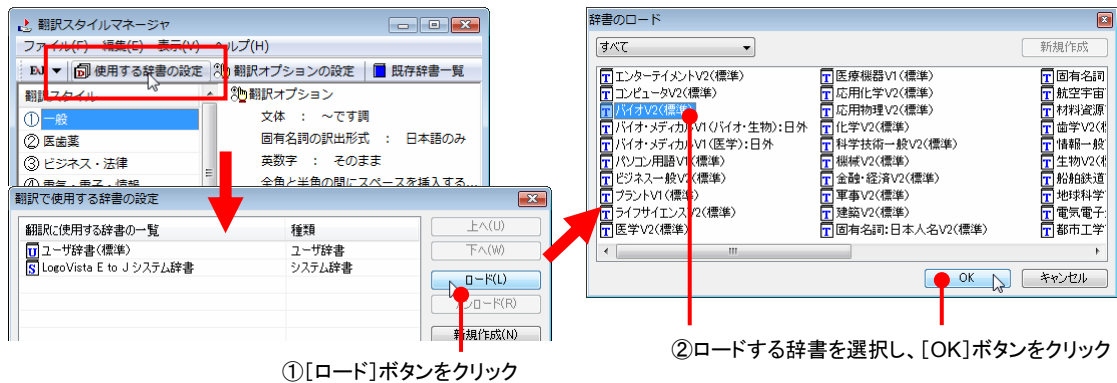 翻訳スタイルマネージャ
ファイル(F) 編集(E) 表示(V) ヘルプ(H)
EtJ 使用する辞書の設定 翻訳オプションの設定 既存辞書一覧
翻訳スタイル
① 一般
② 医歯薬
③ ビジネス・法律
④ 電気・電子・情報
翻訳オプション
文体 : ～です調
固有名詞の訳出形式 : 日本語のみ
英数字 : そのまま
全角と半角の間にスペースを挿入する...
翻訳で使用する辞書の設定
翻訳に使用する辞書の一覧 種類
ユーザ辞書(標準) ユーザ辞書
LogoVista E to J システム辞書 システム辞書
上へ(U)
下へ(W)
ロード(L)
アンロード(R)
新規作成(N)
①[ロード]ボタンをクリック
辞書のロード
すべて
新規作成
エンターテイメントV2(標準)
コンピュータV2(標準)
バイオV2(標準)
バイオ・メディカルV1(バイオ・生物):日外
バイオ・メディカルV1(医学):日外
パソコン用語V1(標準)
ビジネス一般V2(標準)
プラントV1(標準)
ライフサイエンスV2(標準)
医学V2(標準)
医療機器V1(標準)
応用化学V2(標準)
応用物理V2(標準)
化学V2(標準)
科学技術一般V2(標準)
機械V2(標準)
金融・経済V2(標準)
軍事V2(標準)
建築V2(標準)
固有名詞:日本人名V2(標準)
固有名詞
航空宇宙
材料資源
歯学V2(
情報一般
生物V2(
船舶鉄道
地球科学
電気電子
都市工学
OK
キャンセル
②ロードする辞書を選択し、[OK]ボタンをクリック